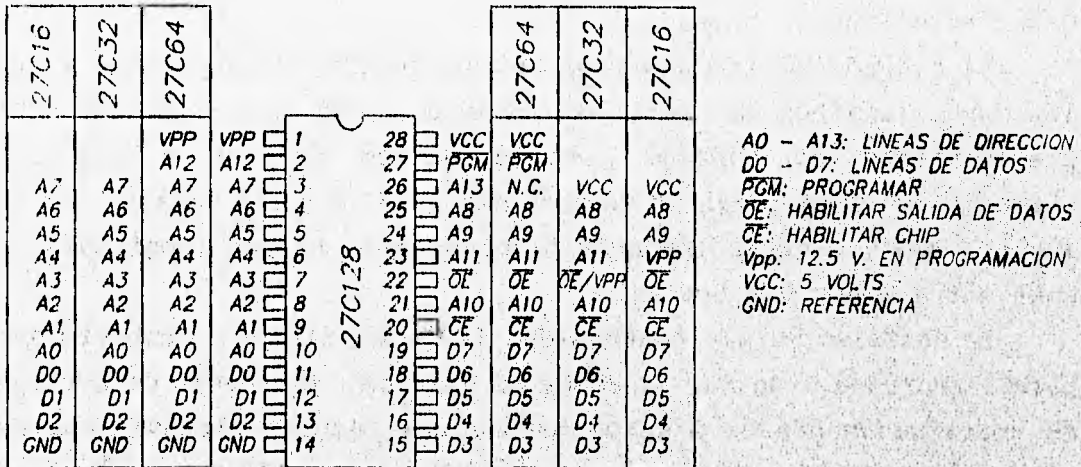 27C16 27C32 27C64 27C64 27C32 27C16
VPP VPP 1 28 VCC VCC
A12 A12 2 27 PGM PGM A0 - A13: LINEAS DE DIRECCION
A7 A7 A7 A7 3 26 A13 N.C. VCC VCC D0 - D7: LINEAS DE DATOS
A6 A6 A6 A6 4 25 A8 A8 A8 A8 PGM: PROGRAMAR
A5 A5 A5 A5 5 24 A9 A9 A9 A9 OE: HABILITAR SALIDA DE DATOS
A4 A4 A4 A4 6 23 A11 A11 A11 VPP CE: HABILITAR CHIP
A3 A3 A3 A3 7 22 OE OE OE/VPP OE Vpp: 12.5 V. EN PROGRAMACION
A2 A2 A2 A2 8 21 A10 A10 A10 A10 VCC: 5 VOLTS
A1 A1 A1 A1 9 20 CE CE CE CE GND: REFERENCIA
A0 A0 A0 A0 10 19 D7 D7 D7 D7
D0 D0 D0 D0 11 18 D6 D6 D6 D6
D1 D1 D1 D1 12 17 D5 D5 D5 D5
D2 D2 D2 D2 13 16 D4 D4 D4 D4
GND GND GND GND 14 15 D3 D3 D3 D3
27C128